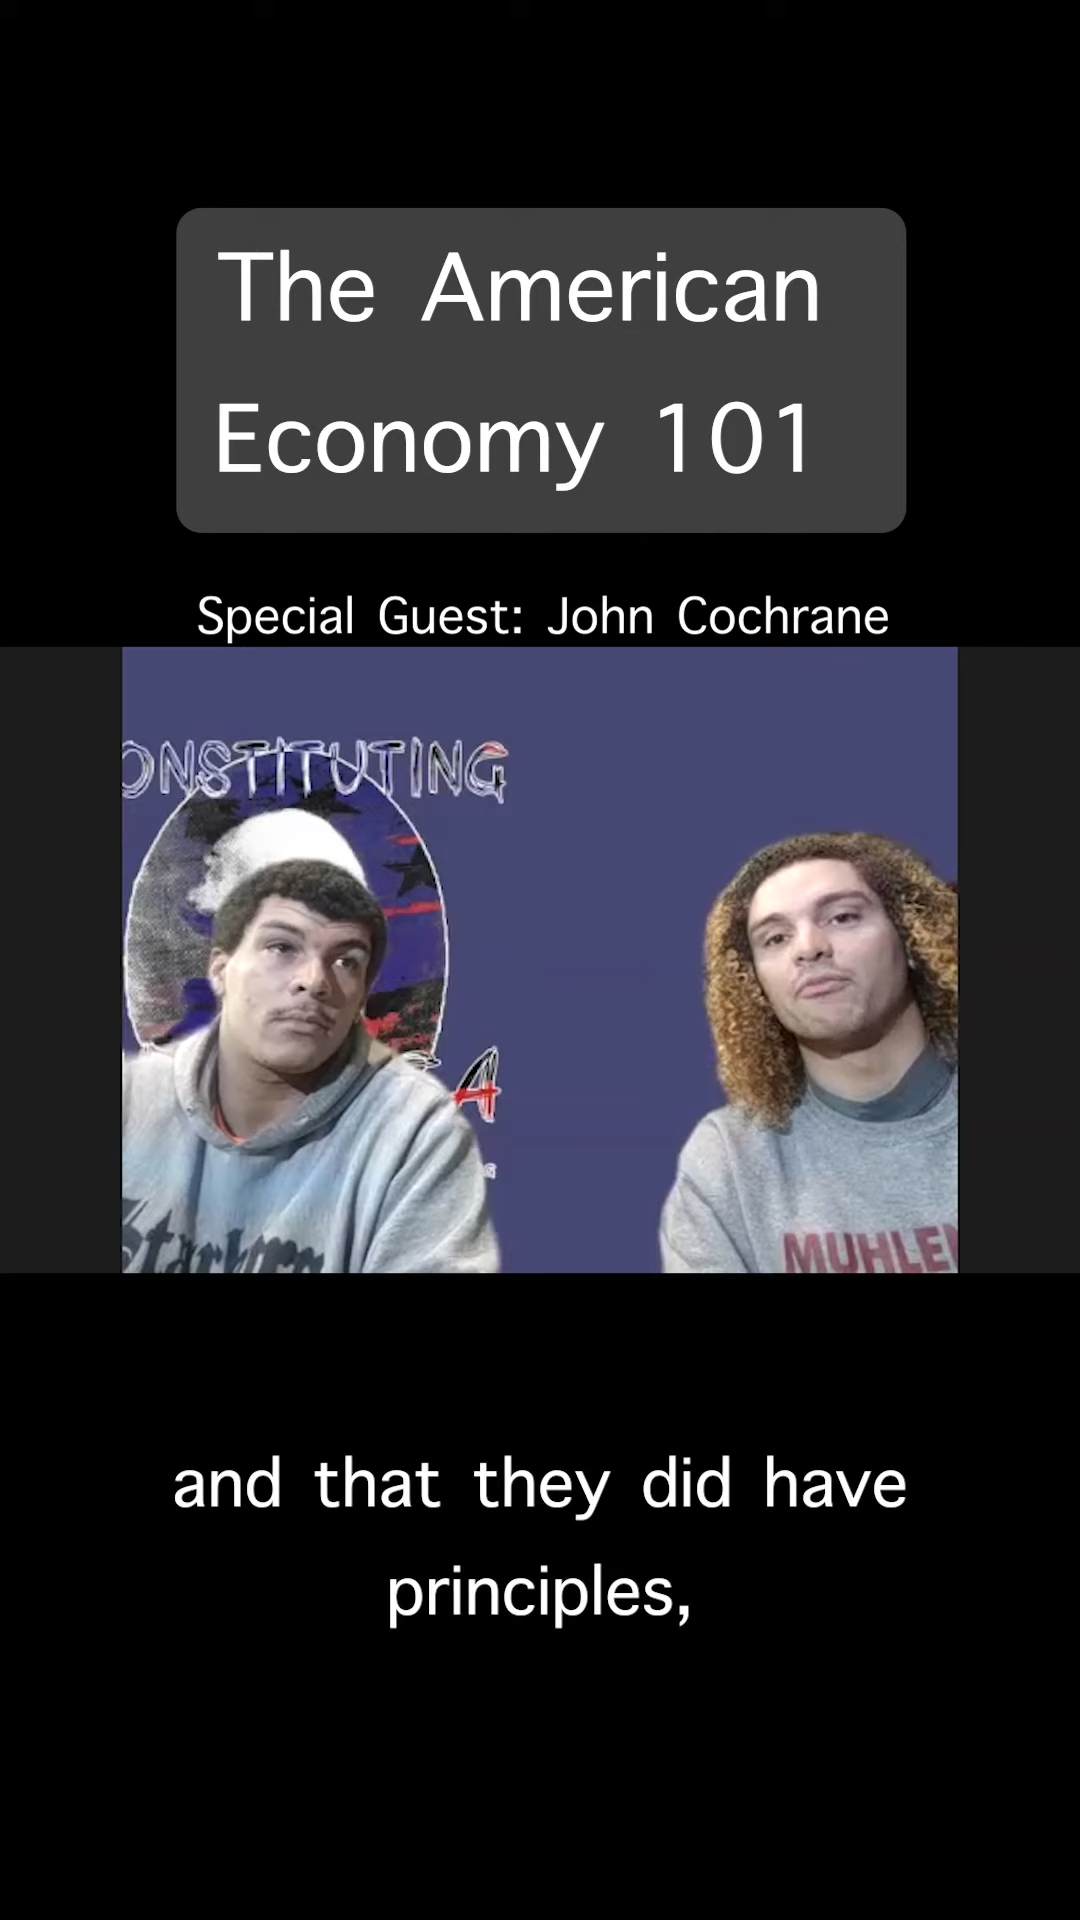 The American
Economy 101
Special Guest: John Cochrane
ONSTITUTING
A
MUHLE
and that they did have
principles,